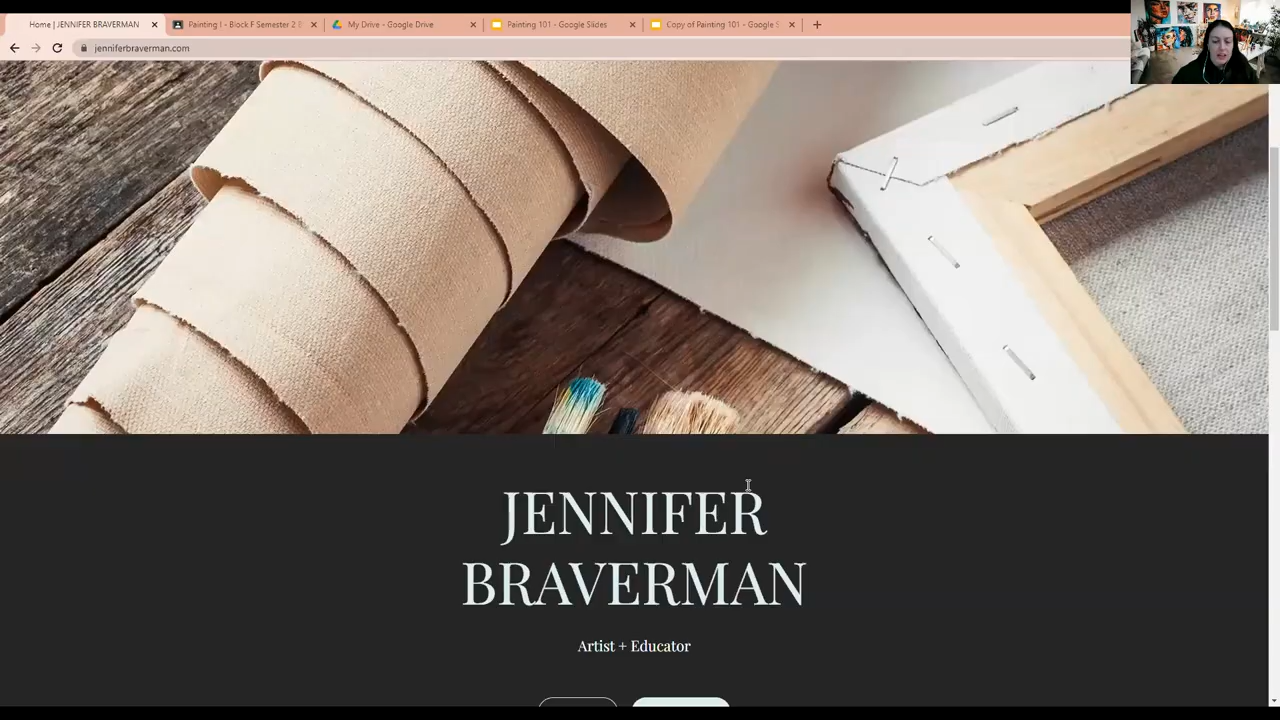 Home | JENNIFER BRAVERMAN
Painting I - Block F Semester 2
My Drive - Google Drive
Painting 101 - Google Slides
Copy of Painting 101 - Google S
jenniferbraverman.com
JENNIFER
BRAVERMAN
Artist + Educator